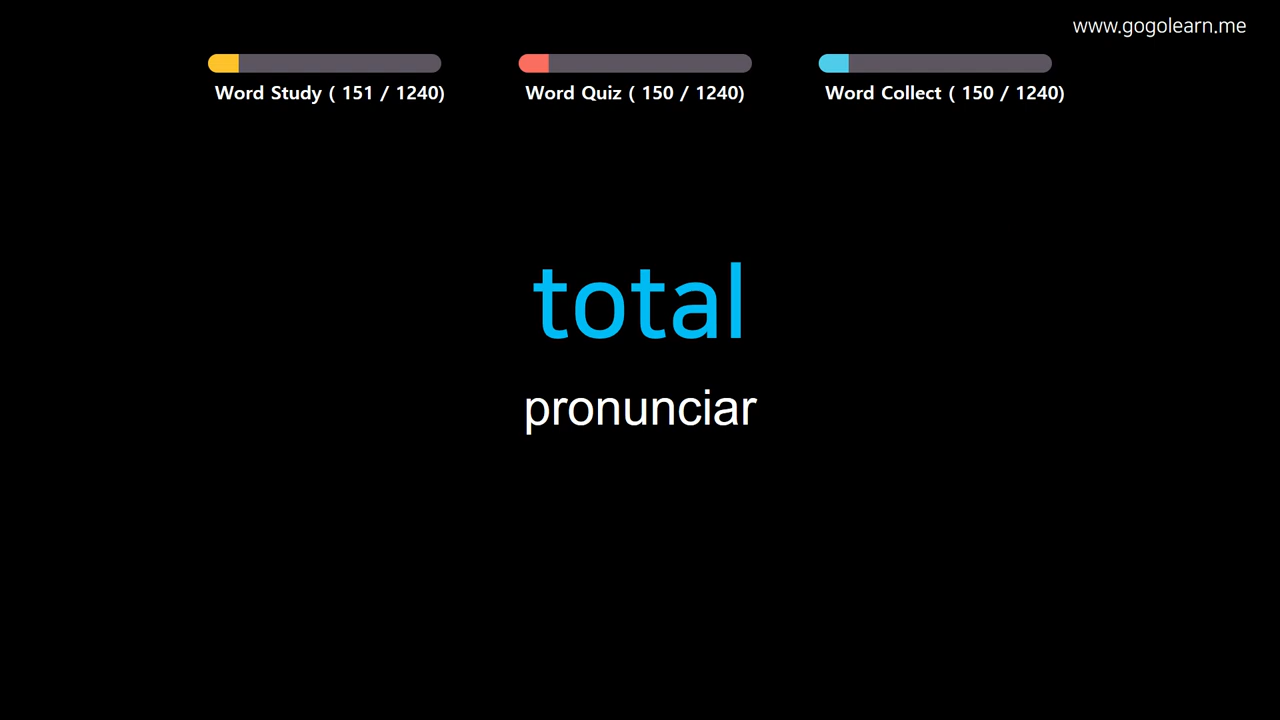 www.gogolearn.me
Word Study ( 151 / 1240)
Word Quiz ( 150 / 1240)
Word Collect ( 150 / 1240)
total
pronunciar